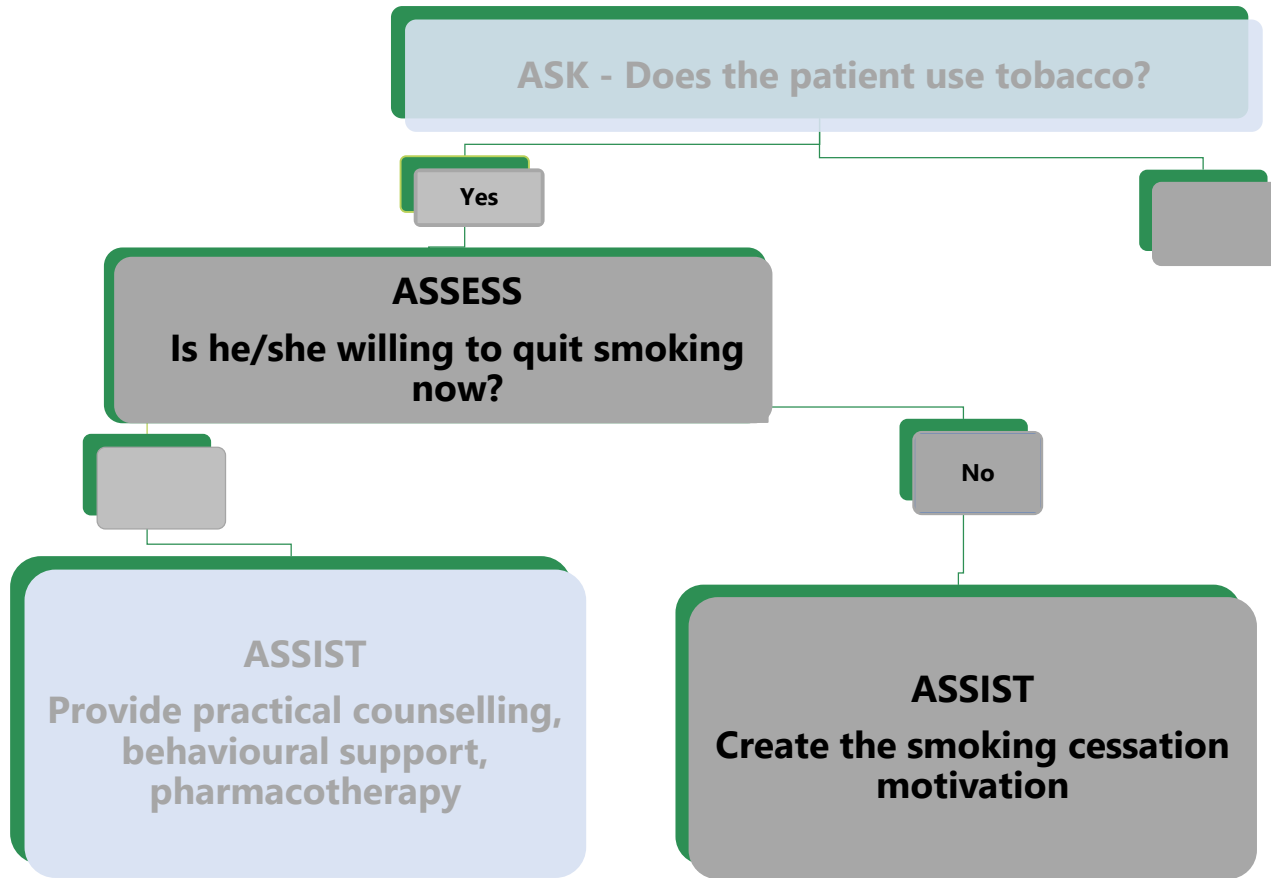 ASK - Does the patient use tobacco?
Yes
ASSESS
Is he/she willing to quit smoking
now?
No
ASSIST
Provide practical counselling,
behavioural support,
pharmacotherapy
ASSIST
Create the smoking cessation
motivation